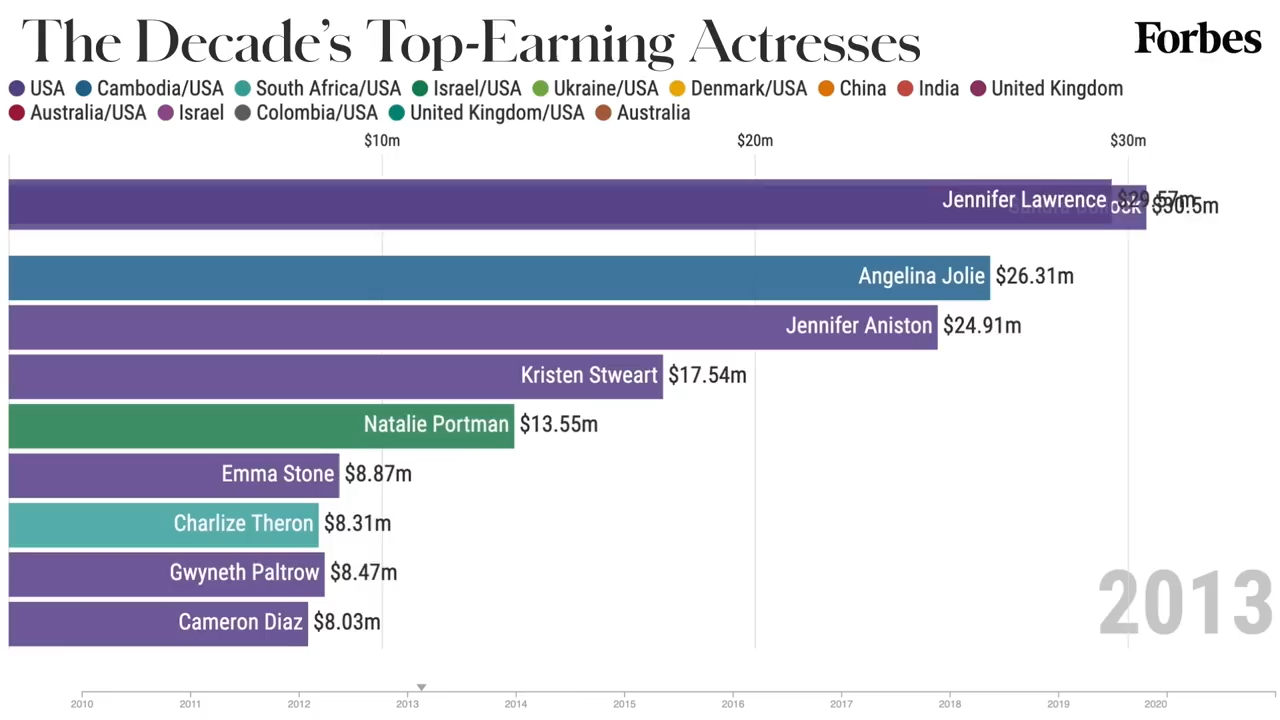 The Decade's Top-Earning Actresses
Forbes
USA Cambodia/USA South Africa/USA Israel/USA Ukraine/USA Denmark/USA China India United Kingdom
Australia/USA Israel Colombia/USA United Kingdom/USA Australia
$10m $20m $30m
Jennifer Lawrence $29.57m
$30.5m
Angelina Jolie $26.31m
Jennifer Aniston $24.91m
Kristen Stweart $17.54m
Natalie Portman $13.55m
Emma Stone $8.87m
Charlize Theron $8.31m
Gwyneth Paltrow $8.47m
Cameron Diaz $8.03m
2013
2010 2011 2012 2013 2014 2015 2016 2017 2018 2019 2020